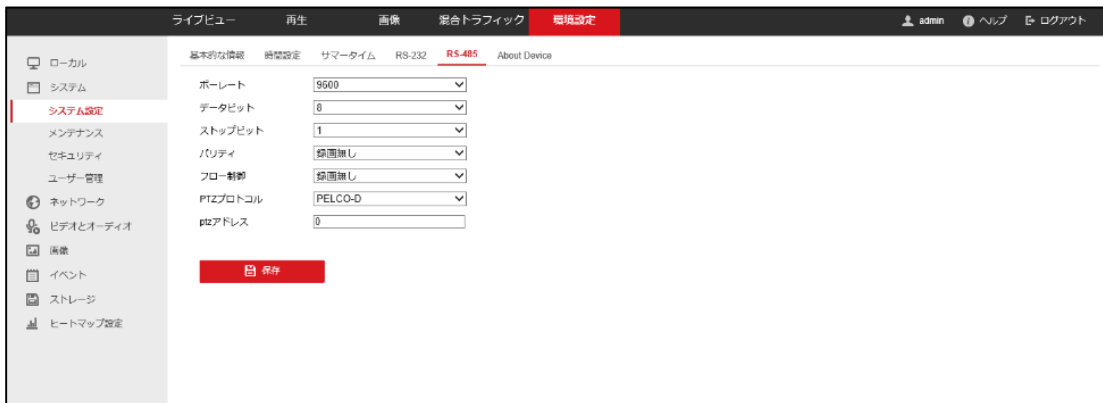 ライブビュー 再生 画像 混合トラフィック 環境設定 admin ヘルプ ログアウト
基本的な情報 時間設定 サマータイム RS-232 RS-485 About Device
ローカル
システム
システム設定
メンテナンス
セキュリティ
ユーザー管理
ネットワーク
ビデオとオーディオ
画像
イベント
ストレージ
ヒートマップ設定
ボーレート 9600
データビット 8
ストップビット 1
パリティ 録画無し
フロー制御 録画無し
PTZプロトコル PELCO-D
ptzアドレス 0
保存